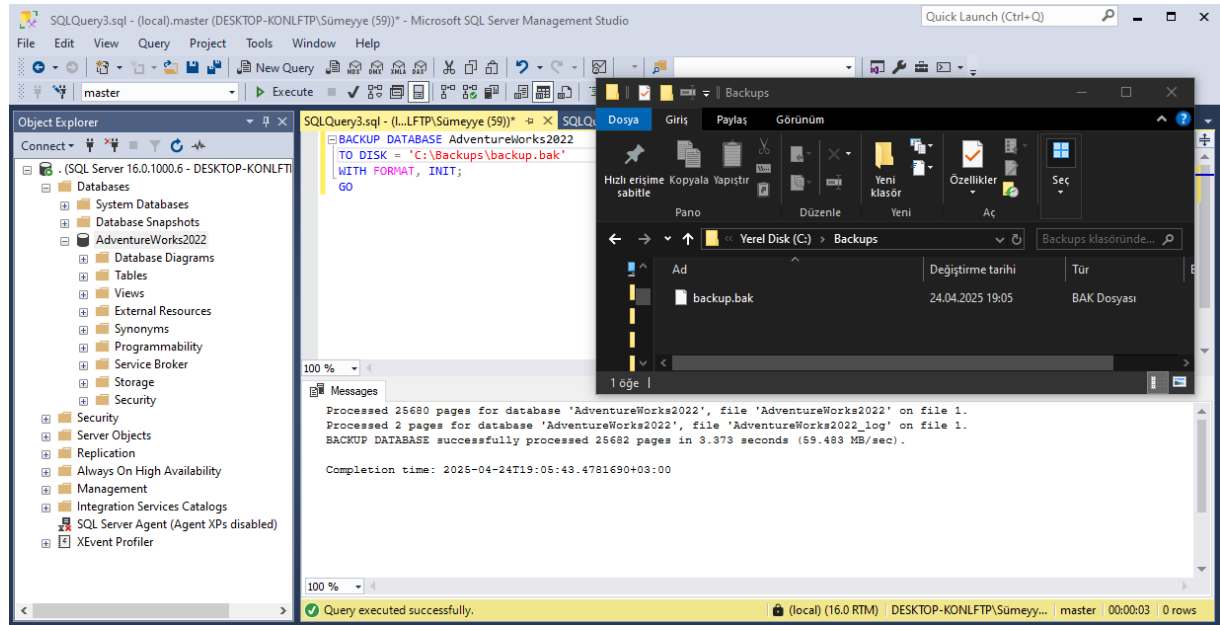 SQLQuery3.sql - (local).master (DESKTOP-KONLFTP\Sümeyye (59))* - Microsoft SQL Server Management Studio
Quick Launch (Ctrl+Q)
File Edit View Query Project Tools Window Help
New Query
MDX DMX XMLA DAX
master
Execute
Object Explorer
Connect
. (SQL Server 16.0.1000.6 - DESKTOP-KONLFTI
Databases
System Databases
Database Snapshots
AdventureWorks2022
Database Diagrams
Tables
Views
External Resources
Synonyms
Programmability
Service Broker
Storage
Security
Security
Server Objects
Replication
Always On High Availability
Management
Integration Services Catalogs
SQL Server Agent (Agent XPs disabled)
XEvent Profiler
SQLQuery3.sql - (l...LFTP\Sümeyye (59))*
SQLQu
BACKUP DATABASE AdventureWorks2022
TO DISK = 'C:\Backups\backup.bak'
WITH FORMAT, INIT;
GO
100 %
Backups
Dosya Giriş Paylaş Görünüm
Hızlı erişime sabitle
Kopyala
Yapıştır
Yeni klasör
Özellikler
Seç
Pano Düzenle Yeni Aç
« Yerel Disk (C:) › Backups
Backups klasöründe...
Ad Değiştirme tarihi Tür
backup.bak 24.04.2025 19:05 BAK Dosyası
1 öğe
Messages
Processed 25680 pages for database 'AdventureWorks2022', file 'AdventureWorks2022' on file 1.
Processed 2 pages for database 'AdventureWorks2022', file 'AdventureWorks2022_log' on file 1.
BACKUP DATABASE successfully processed 25682 pages in 3.373 seconds (59.483 MB/sec).
Completion time: 2025-04-24T19:05:43.4781690+03:00
100 %
Query executed successfully.
(local) (16.0 RTM) DESKTOP-KONLFTP\Sümeyy... master 00:00:03 0 rows